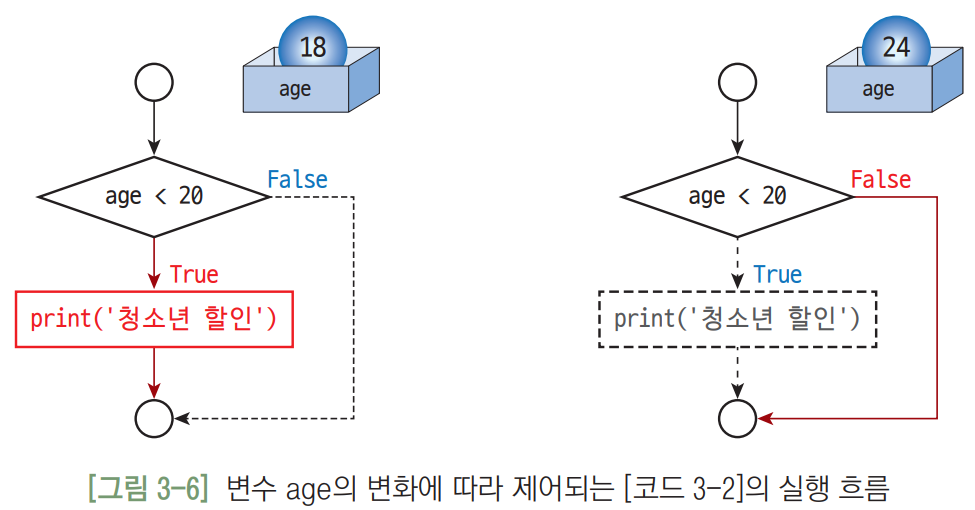 18
age
age < 20
False
True
print('청소년 할인')
24
age
age < 20
False
True
print('청소년 할인')
[그림 3-6] 변수 age의 변화에 따라 제어되는 [코드 3-2]의 실행 흐름